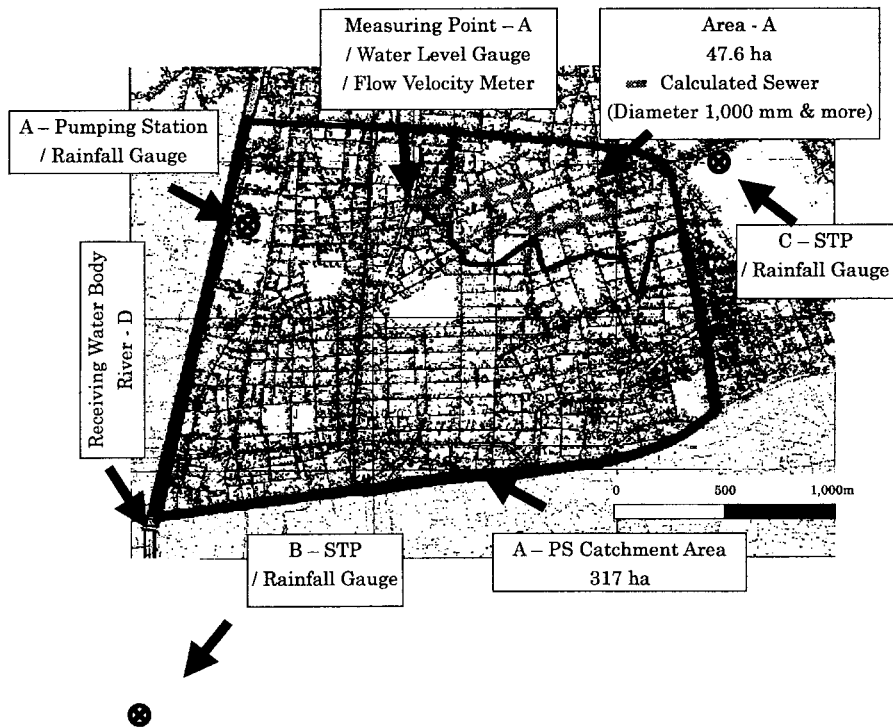 Measuring Point – A
/ Water Level Gauge
/ Flow Velocity Meter
Area - A
47.6 ha
Calculated Sewer
(Diameter 1,000 mm & more)
A – Pumping Station
/ Rainfall Gauge
C – STP
/ Rainfall Gauge
Receiving Water Body
River - D
0 500 1,000m
B – STP
/ Rainfall Gauge
A – PS Catchment Area
317 ha